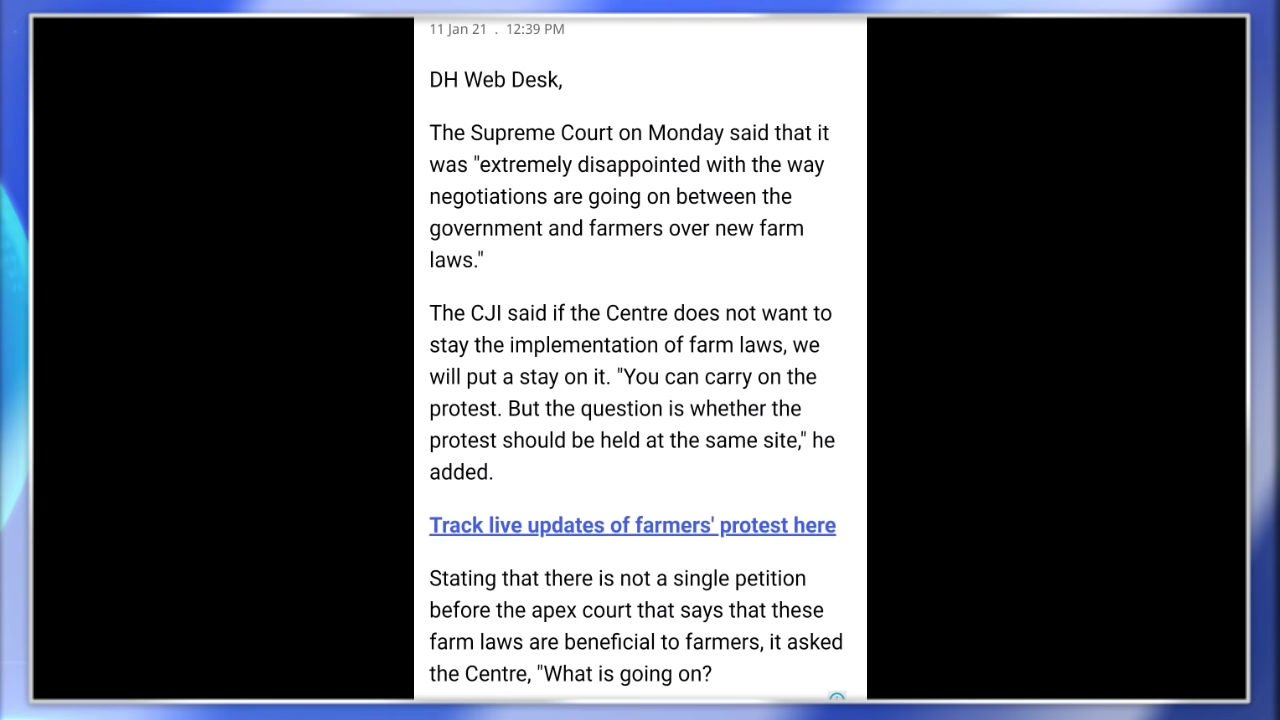 11 Jan 21 . 12:39 PM
DH Web Desk,
The Supreme Court on Monday said that it
was "extremely disappointed with the way
negotiations are going on between the
government and farmers over new farm
laws."
The CJI said if the Centre does not want to
stay the implementation of farm laws, we
will put a stay on it. "You can carry on the
protest. But the question is whether the
protest should be held at the same site," he
added.
Track live updates of farmers' protest here
Stating that there is not a single petition
before the apex court that says that these
farm laws are beneficial to farmers, it asked
the Centre, "What is going on?